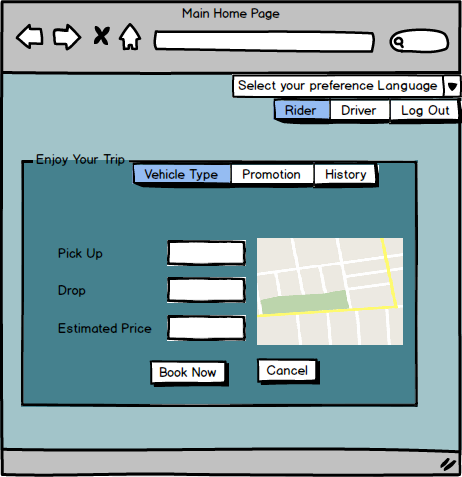 Main Home Page
Select your preference Language
Rider Driver Log Out
Enjoy Your Trip
Vehicle Type Promotion History
Pick Up
Drop
Estimated Price
Book Now Cancel